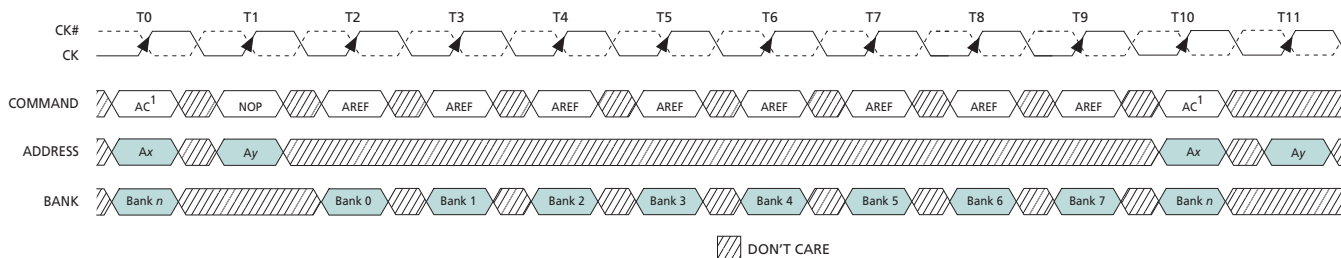 T0 T1 T2 T3 T4 T5 T6 T7 T8 T9 T10 T11
CK#
CK
COMMAND AC1 NOP AREF AREF AREF AREF AREF AREF AREF AREF AC1
ADDRESS Ax Ay Ax Ay
BANK Bank n Bank 0 Bank 1 Bank 2 Bank 3 Bank 4 Bank 5 Bank 6 Bank 7 Bank n
DON'T CARE